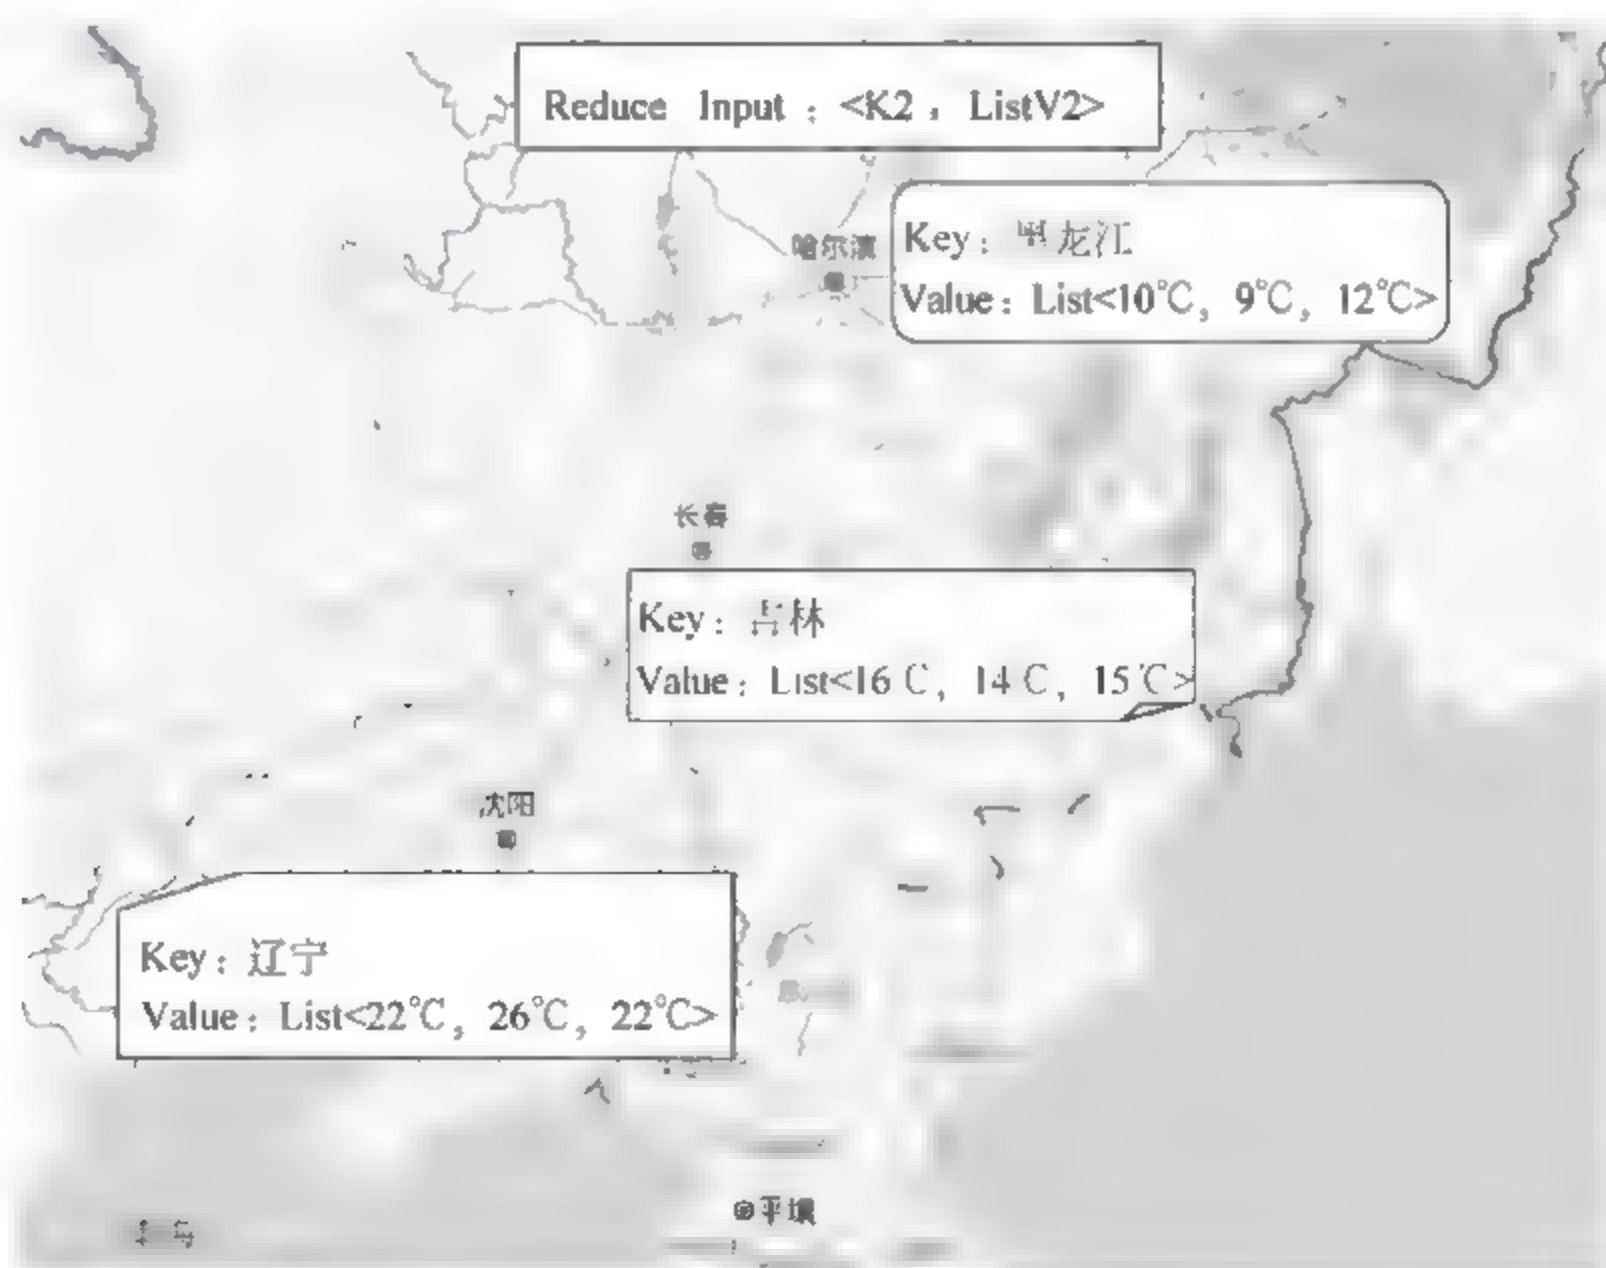 Reduce Input : <K2 , ListV2>
哈尔滨
Key: 黑龙江
Value: List<10℃, 9℃, 12℃>
长春
Key: 吉林
Value: List<16℃, 14℃, 15℃>
沈阳
Key: 辽宁
Value: List<22℃, 26℃, 22℃>
平壤